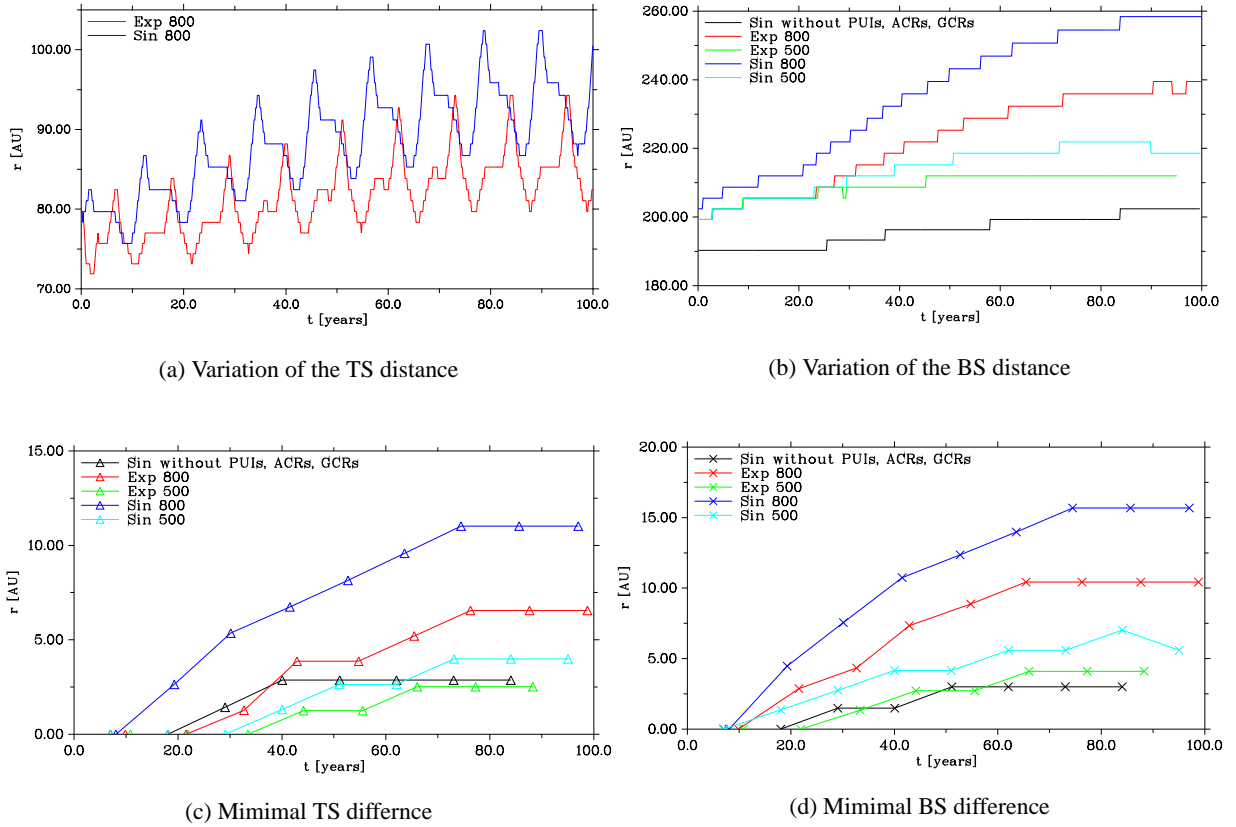 Exp 800
Sin 800
100.00
90.00
80.00
70.00
r [AU]
0.0 20.0 40.0 60.0 80.0 100.0
t [years]
(a) Variation of the TS distance
Sin without PUIs, ACRs, GCRs
Exp 800
Exp 500
Sin 800
Sin 500
260.00
240.00
220.00
200.00
180.00
r [AU]
0.0 20.0 40.0 60.0 80.0 100.0
t [years]
(b) Variation of the BS distance
Sin without PUIs, ACRs, GCRs
Exp 800
Exp 500
Sin 800
Sin 500
15.00
10.00
5.00
0.00
r [AU]
0.0 20.0 40.0 60.0 80.0 100.0
t [years]
(c) Mimimal TS differnce
Sin without PUIs, ACRs, GCRs
Exp 800
Exp 500
Sin 800
Sin 500
20.00
15.00
10.00
5.00
0.00
r [AU]
0.0 20.0 40.0 60.0 80.0 100.0
t [years]
(d) Mimimal BS difference